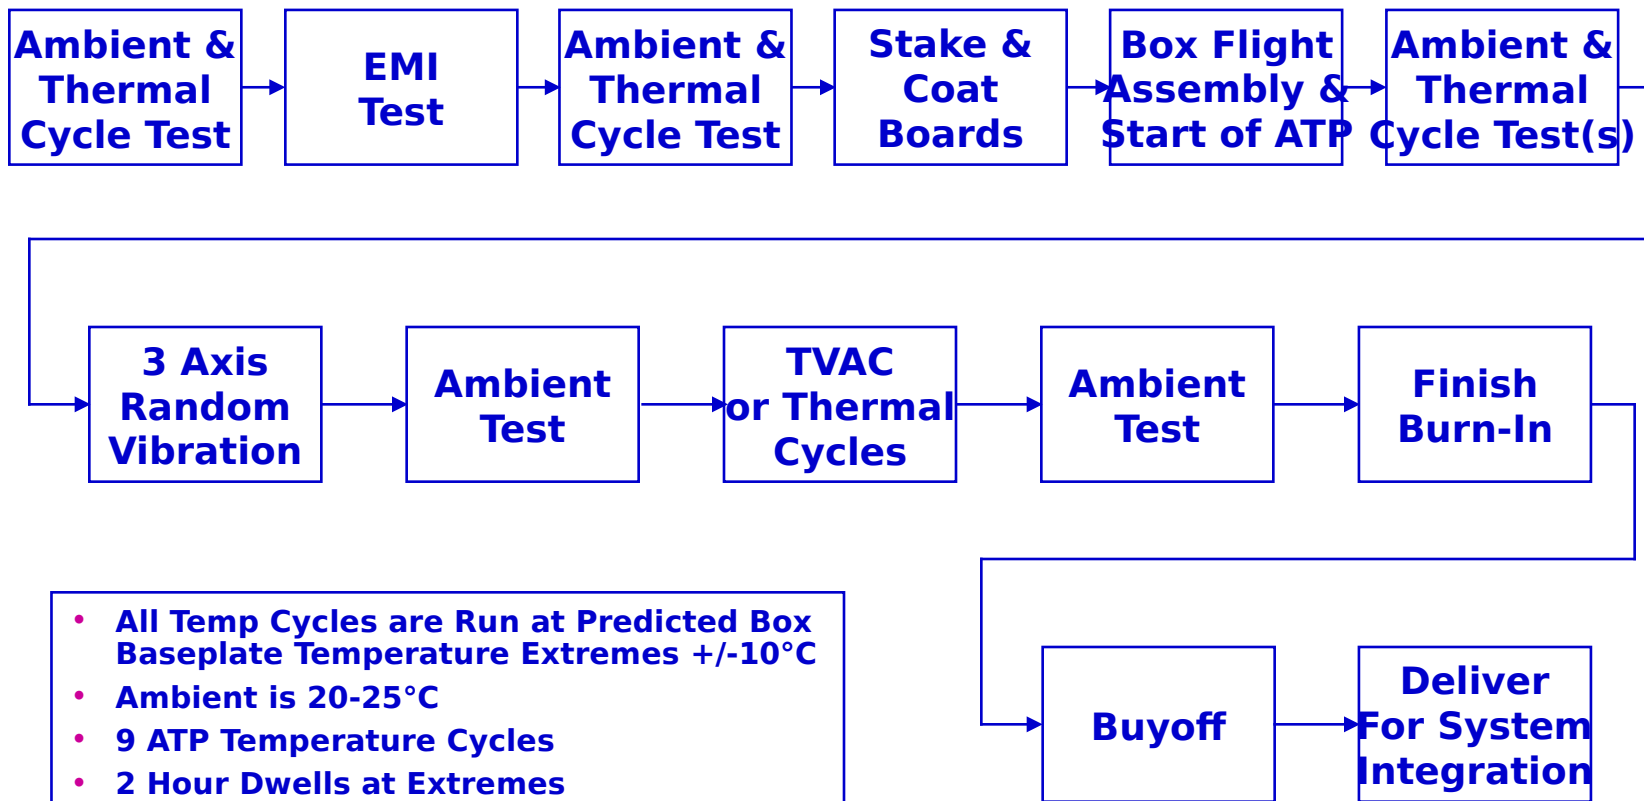 Ambient &
Thermal
Cycle Test
EMI
Test
Ambient &
Thermal
Cycle Test
Stake &
Coat
Boards
Box Flight
Assembly &
Start of ATP
Ambient &
Thermal
Cycle Test(s)
3 Axis
Random
Vibration
Ambient
Test
TVAC
or Thermal
Cycles
Ambient
Test
Finish
Burn-In
• All Temp Cycles are Run at Predicted Box
Baseplate Temperature Extremes +/-10°C
• Ambient is 20-25°C
• 9 ATP Temperature Cycles
• 2 Hour Dwells at Extremes
Buyoff
Deliver
For System
Integration